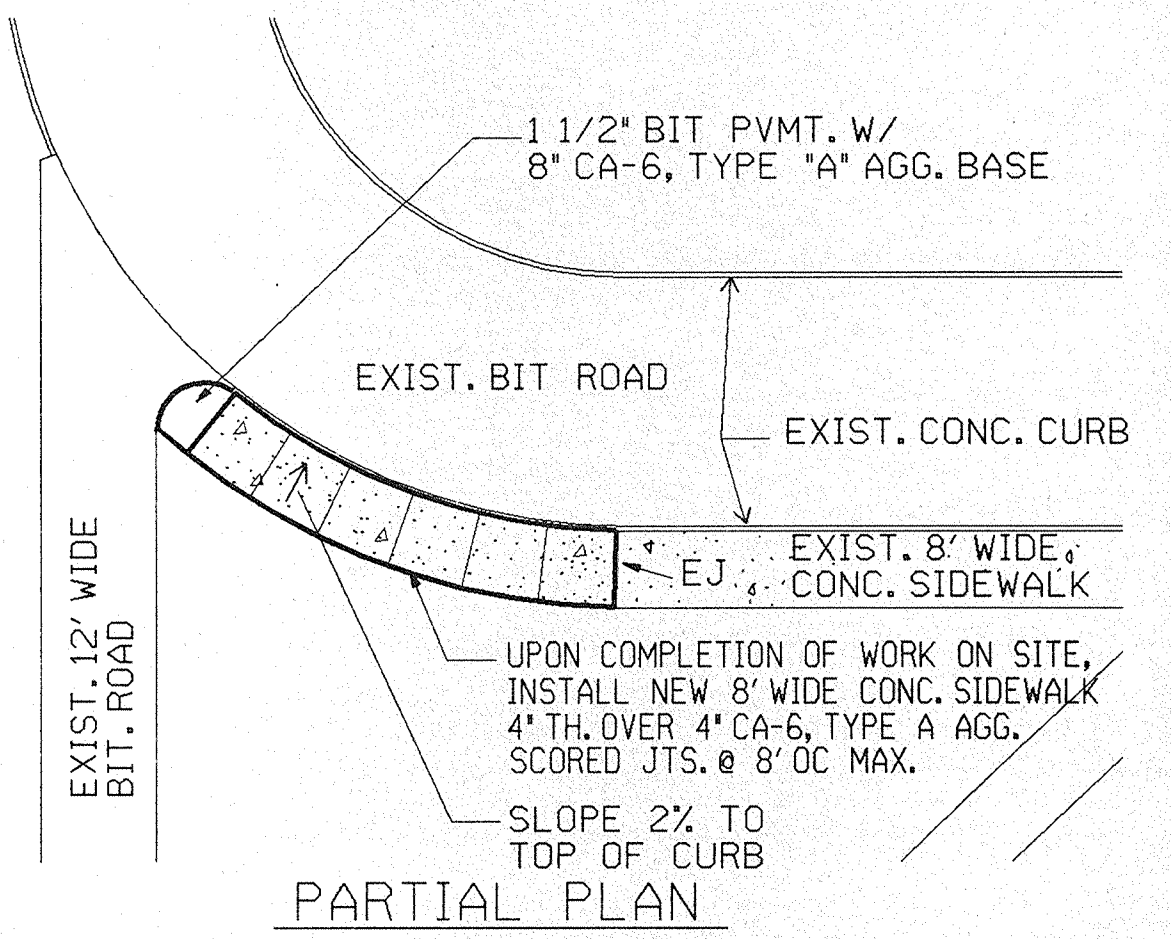 1 1/2" BIT PVMT. W/
8" CA-6, TYPE "A" AGG. BASE
EXIST. BIT ROAD
EXIST. CONC. CURB
EXIST. 8' WIDE
CONC. SIDEWALK
EJ
EXIST. 12' WIDE
BIT. ROAD
UPON COMPLETION OF WORK ON SITE,
INSTALL NEW 8' WIDE CONC. SIDEWALK
4" TH. OVER 4" CA-6, TYPE A AGG.
SCORED JTS. @ 8' OC MAX.
SLOPE 2% TO
TOP OF CURB
PARTIAL PLAN